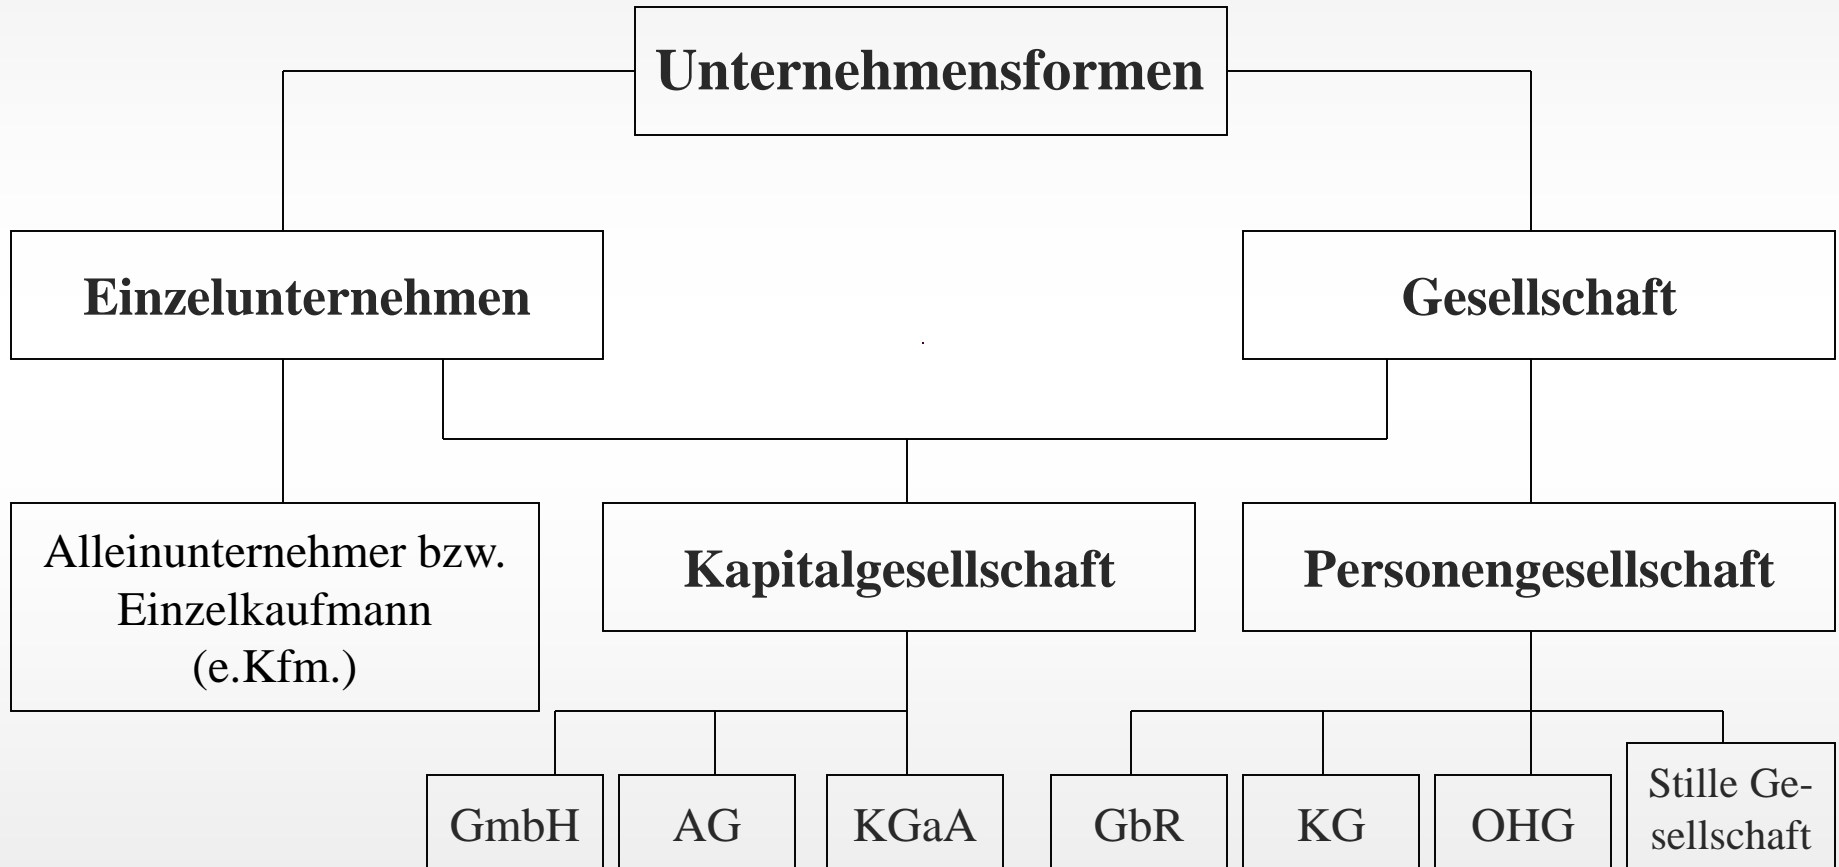 Unternehmensformen
Einzelunternehmen
Gesellschaft
Alleinunternehmer bzw.
Einzelkaufmann
(e.Kfm.)
Kapitalgesellschaft
Personengesellschaft
GmbH
AG
KGaA
GbR
KG
OHG
Stille Ge-
sellschaft